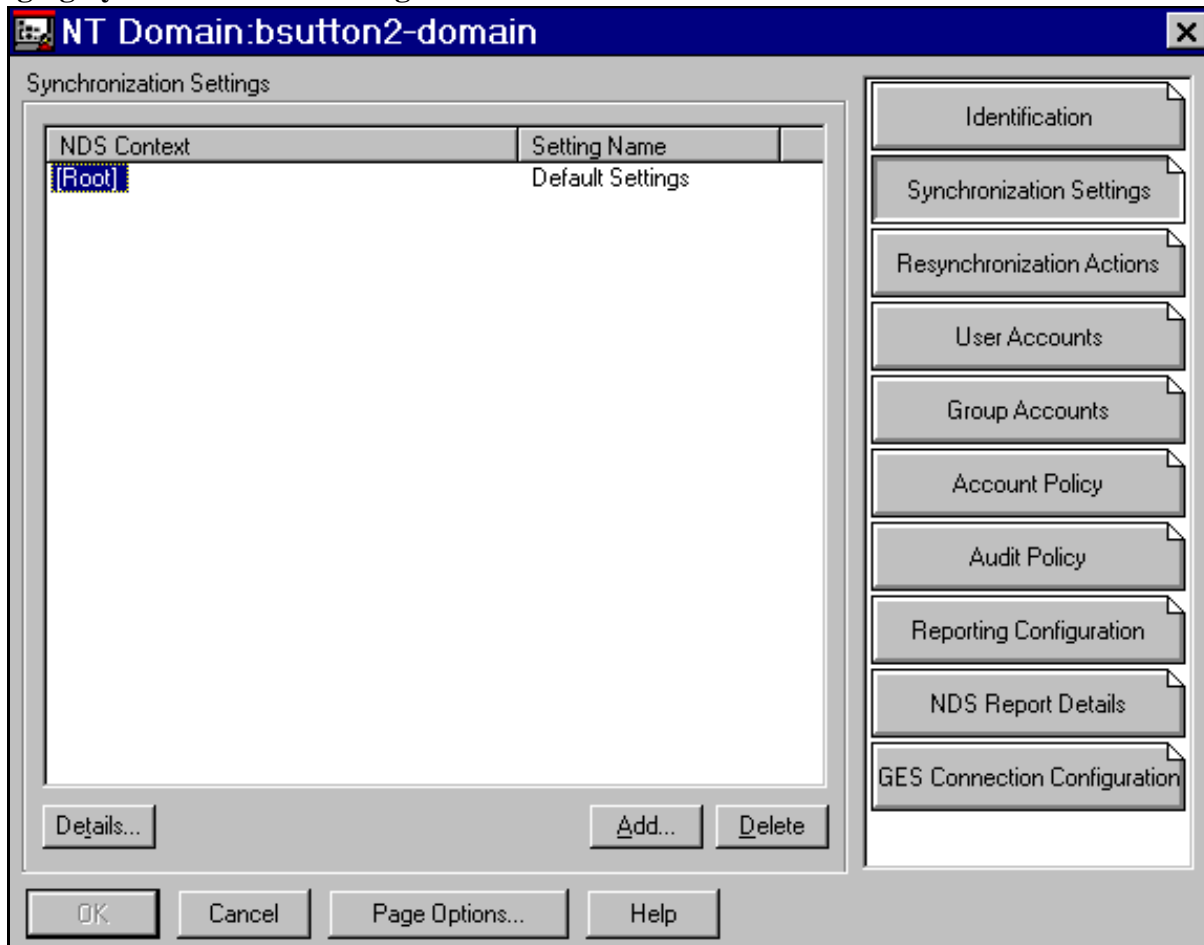 NT Domain:bsutton2-domain
Synchronization Settings
NDS Context Setting Name
[Root] Default Settings
Details... Add... Delete
OK Cancel Page Options... Help
Identification
Synchronization Settings
Resynchronization Actions
User Accounts
Group Accounts
Account Policy
Audit Policy
Reporting Configuration
NDS Report Details
GES Connection Configuration